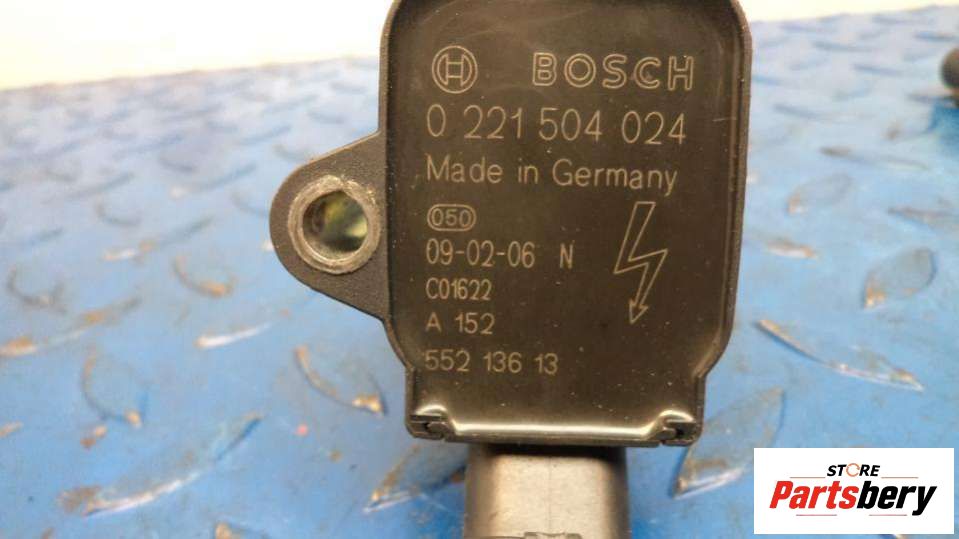 BOSCH
0 221 504 024
Made in Germany
050
09-02-06 N
C01622
A 152
552 136 13
STORE
Partsbery